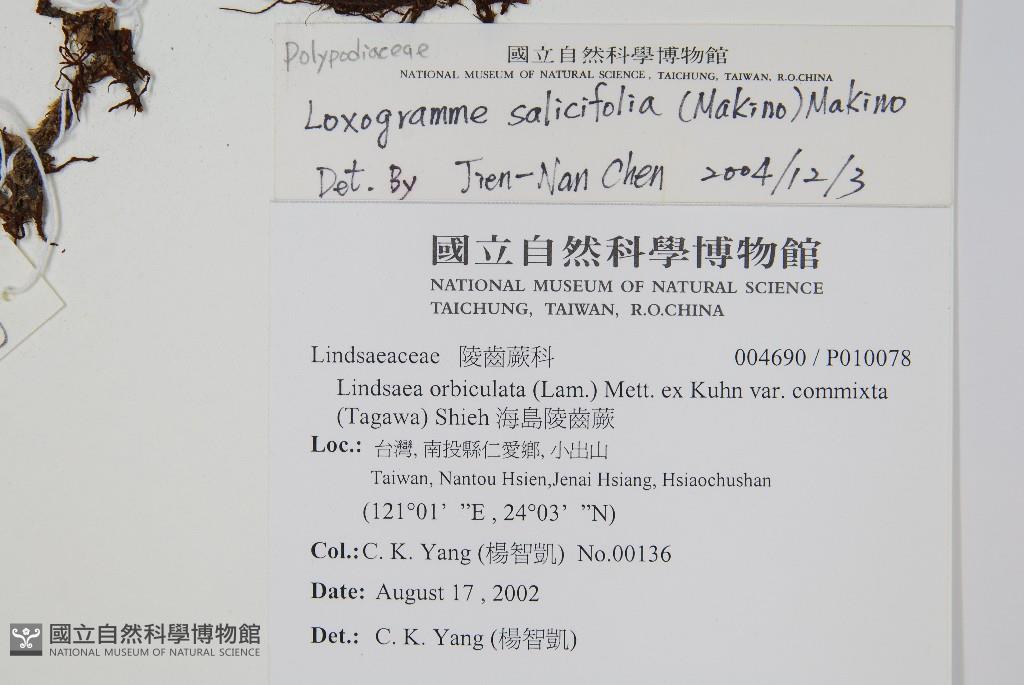 Polypodiaceae
國立自然科學博物館
NATIONAL MUSEUM OF NATURAL SCIENCE, TAICHUNG, TAIWAN, R.O.CHINA
Loxogramme salicifolia (Makino) Makino
Det. By Jien-Nan Chen 2004/12/3
國立自然科學博物館
NATIONAL MUSEUM OF NATURAL SCIENCE
TAICHUNG, TAIWAN, R.O.CHINA
Lindsaeaceae 陵齒蕨科 004690 / P010078
Lindsaea orbiculata (Lam.) Mett. ex Kuhn var. commixta
(Tagawa) Shieh 海島陵齒蕨
Loc.: 台灣, 南投縣仁愛鄉, 小出山
Taiwan, Nantou Hsien,Jenai Hsiang, Hsiaochushan
(121°01’ ”E , 24°03’ ”N)
Col.: C. K. Yang (楊智凱) No.00136
Date: August 17 , 2002
Det.: C. K. Yang (楊智凱)
國立自然科學博物館
NATIONAL MUSEUM OF NATURAL SCIENCE